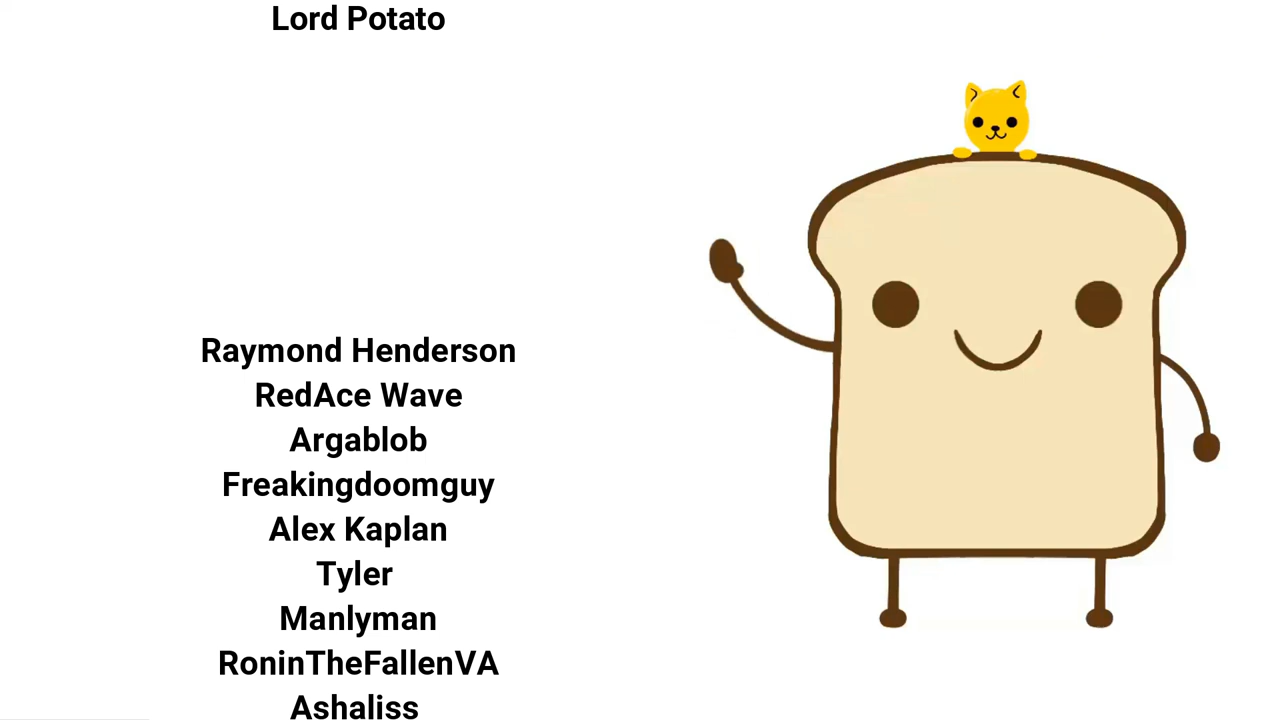 Lord Potato
Raymond Henderson
RedAce Wave
Argablob
Freakingdoomguy
Alex Kaplan
Tyler
Manlyman
RoninTheFallenVA
Ashaliss